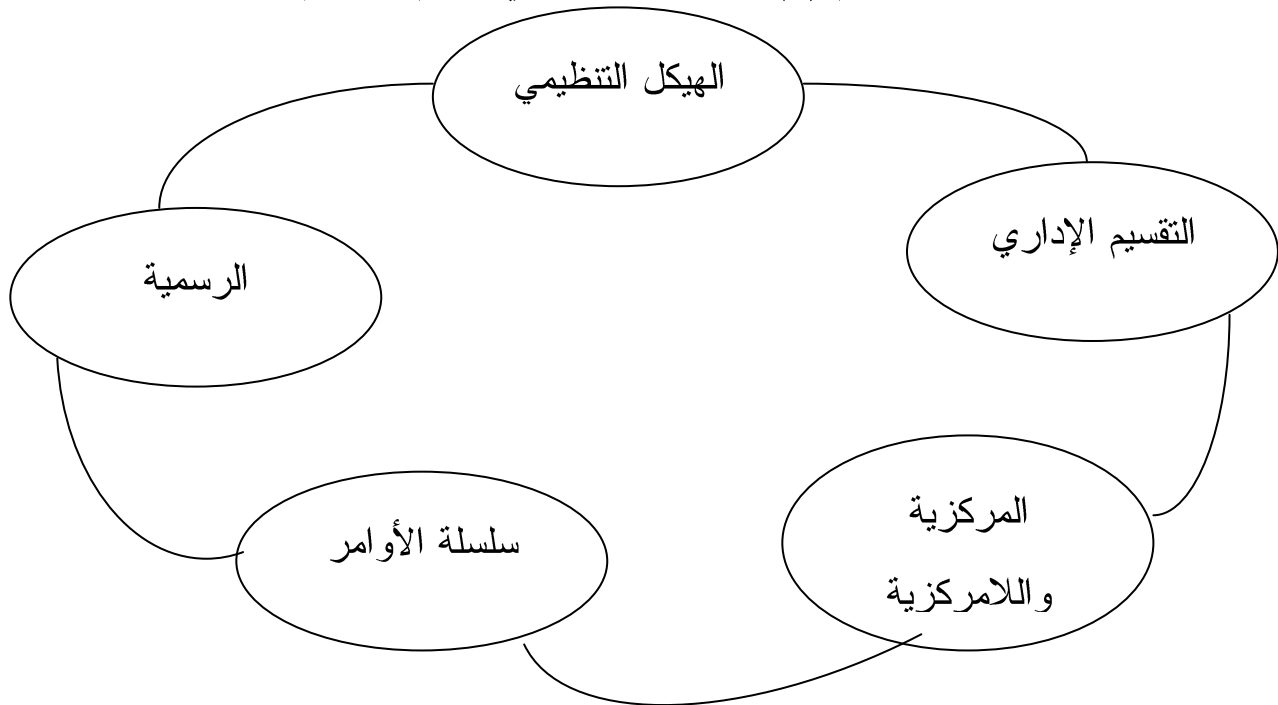 الهيكل التنظيمي
التقسيم الإداري
الرسمية
المركزية
واللامركزية
سلسلة الأوامر